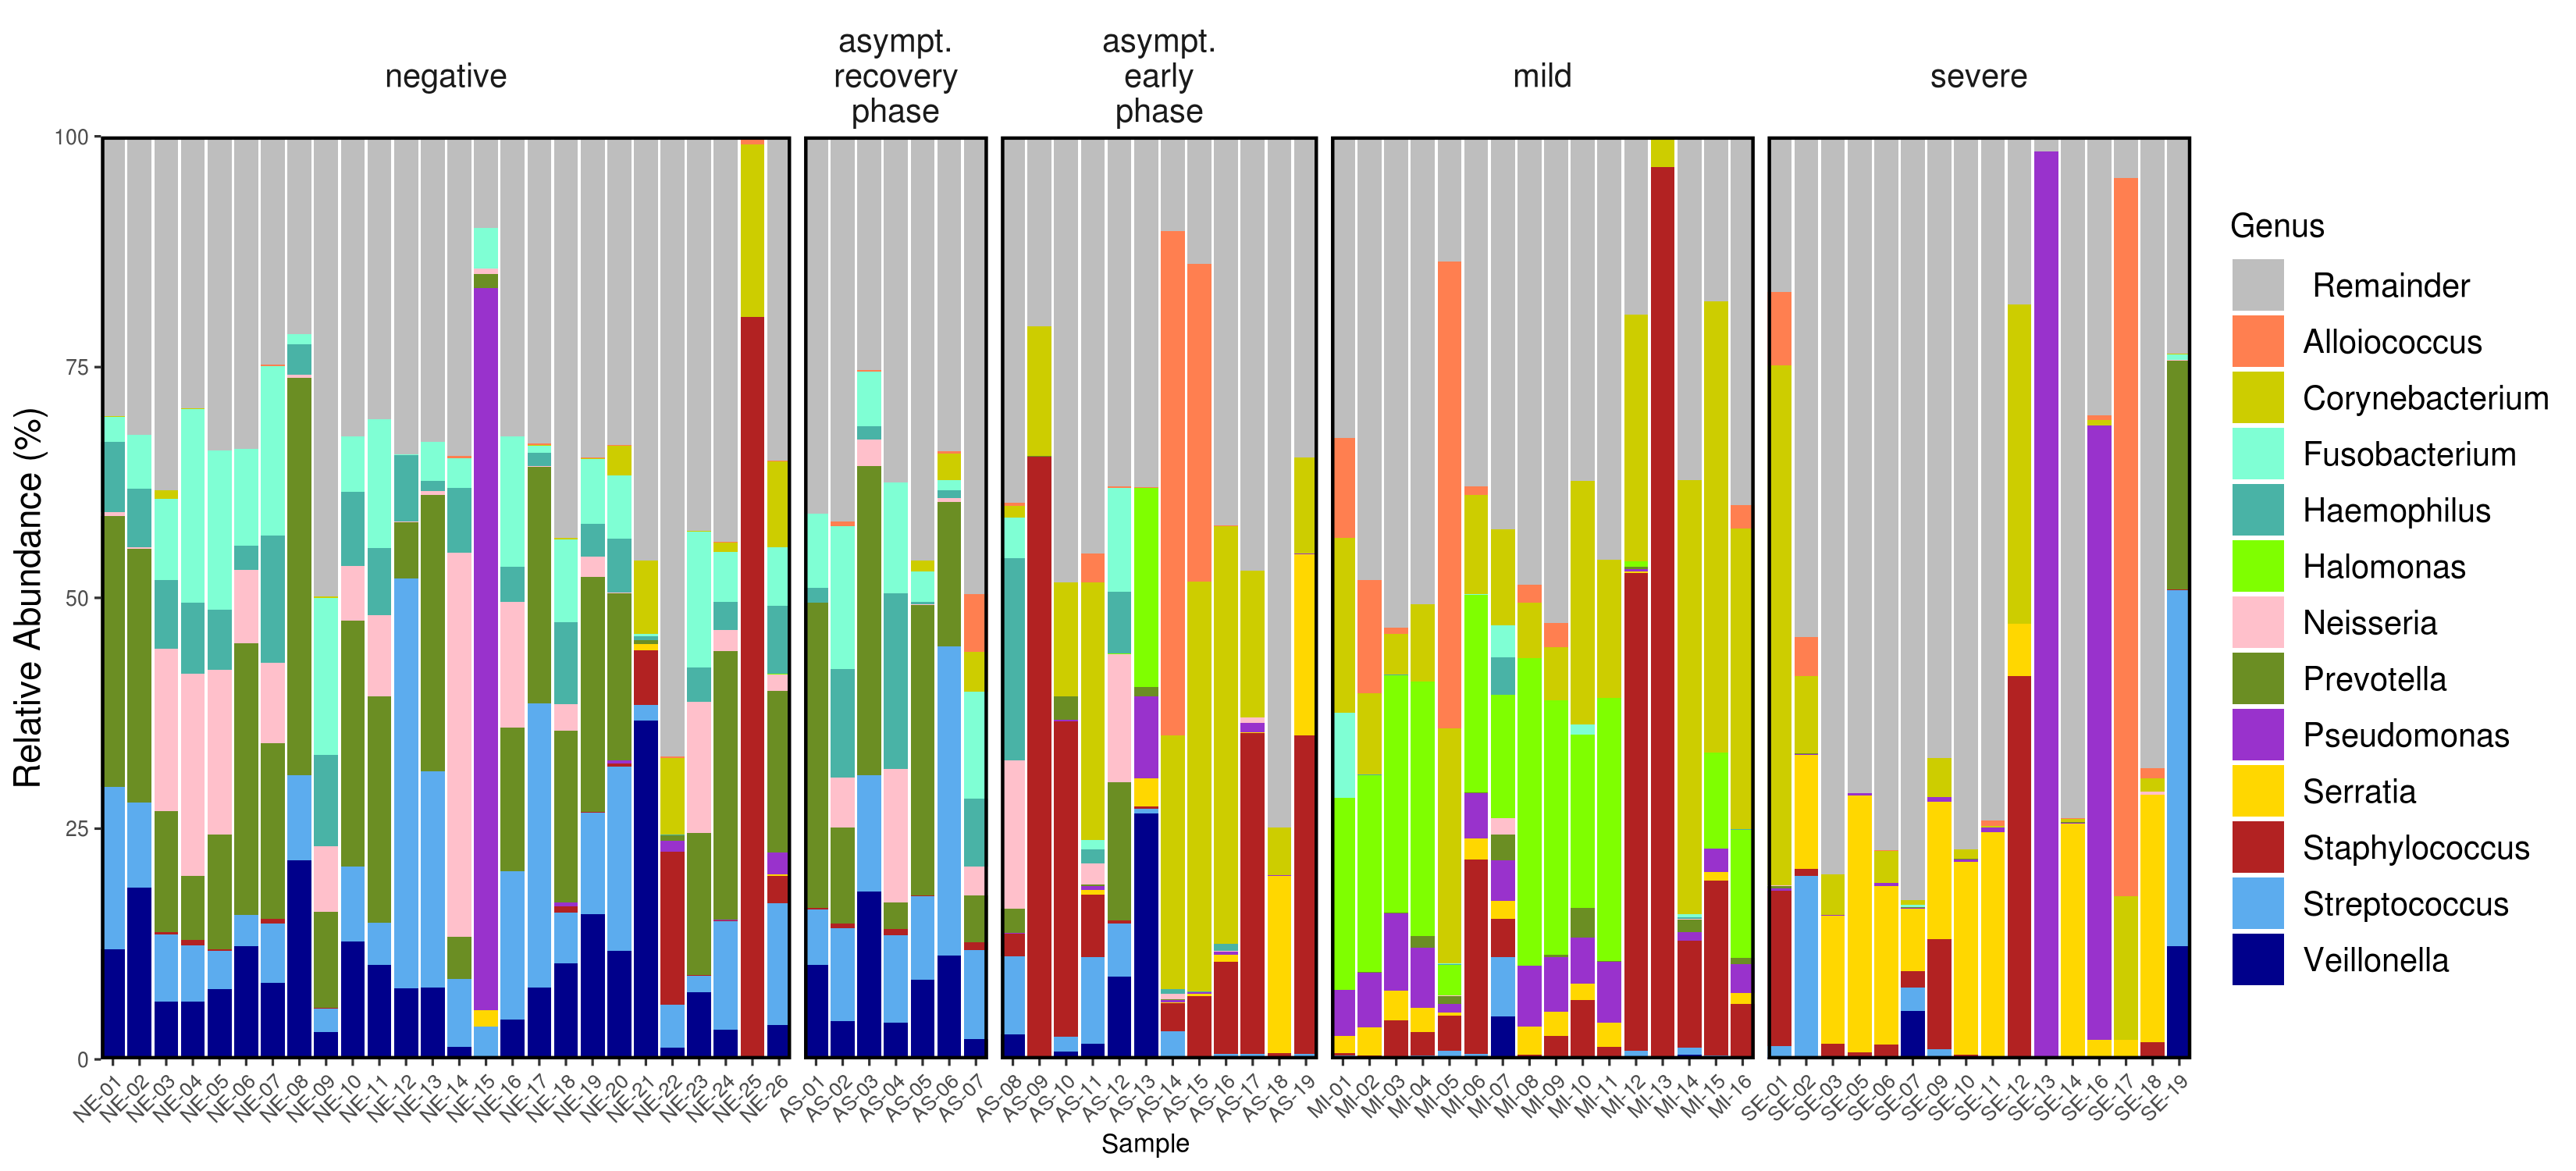 negative
asympt.
recovery
phase
asympt.
early
phase
mild
severe
Relative Abundance (%)
100
75
50
25
0
NE-01 NE-02 NE-03 NE-04 NE-05 NE-06 NE-07 NE-08 NE-09 NE-10 NE-11 NE-12 NE-13 NE-14 NE-15 NE-16 NE-17 NE-18 NE-19 NE-20 NE-21 NE-22 NE-23 NE-24 NE-25 NE-26
AS-01 AS-02 AS-03 AS-04 AS-05 AS-06 AS-07
AS-08 AS-09 AS-10 AS-11 AS-12 AS-13 AS-14 AS-15 AS-16 AS-17 AS-18 AS-19
MI-01 MI-02 MI-03 MI-04 MI-05 MI-06 MI-07 MI-08 MI-09 MI-10 MI-11 MI-12 MI-13 MI-14 MI-15 MI-16
SE-01 SE-02 SE-03 SE-05 SE-06 SE-07 SE-09 SE-10 SE-11 SE-12 SE-13 SE-14 SE-16 SE-17 SE-18 SE-19
Sample
Genus
Remainder
Alloiococcus
Corynebacterium
Fusobacterium
Haemophilus
Halomonas
Neisseria
Prevotella
Pseudomonas
Serratia
Staphylococcus
Streptococcus
Veillonella